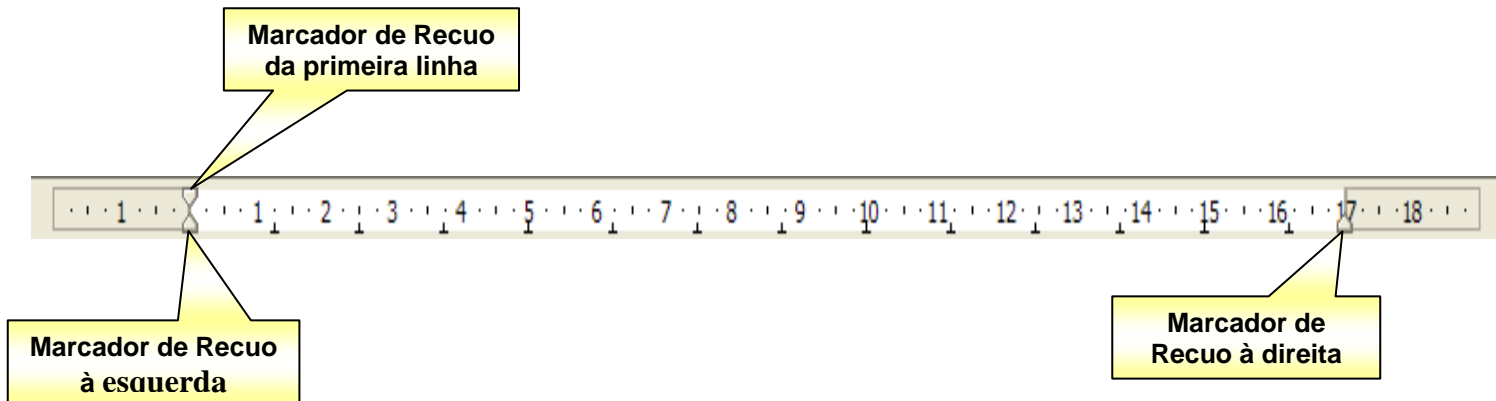 Marcador de Recuo
da primeira linha
1 1 2 3 4 5 6 7 8 9 10 11 12 13 14 15 16 17 18
Marcador de Recuo
à esquerda
Marcador de
Recuo à direita